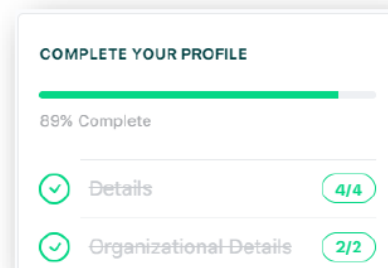 COMPLETE YOUR PROFILE
89% Complete
Details 4/4
Organizational Details 2/2